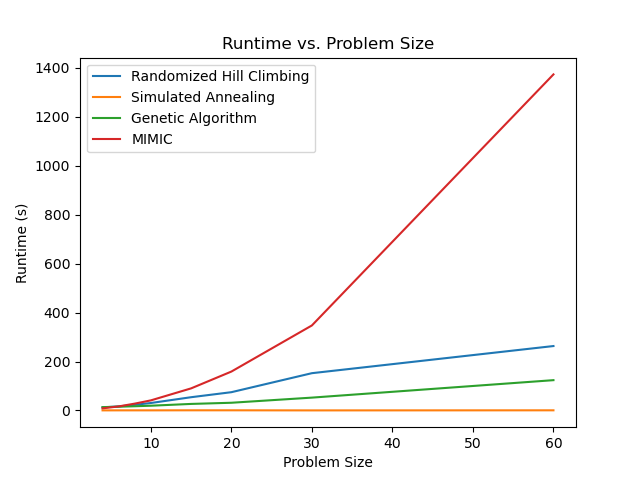 Runtime vs. Problem Size
Randomized Hill Climbing
Simulated Annealing
Genetic Algorithm
MIMIC
Runtime (s)
1400
1200
1000
800
600
400
200
0
10 20 30 40 50 60
Problem Size